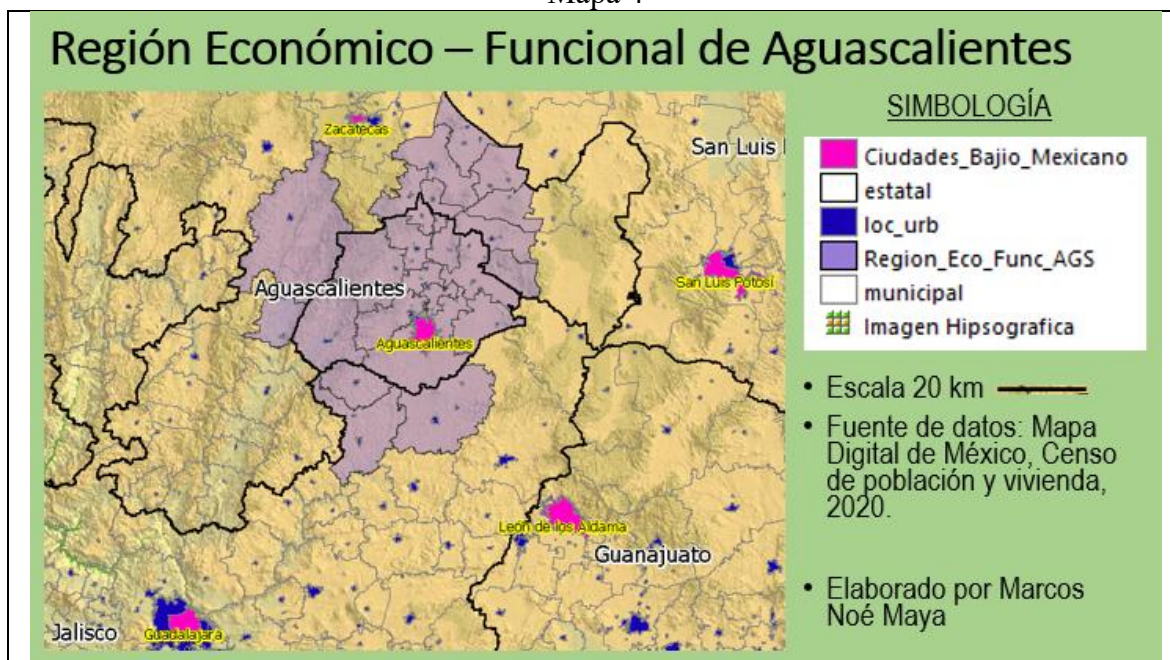 Mapa 4
Región Económico – Funcional de Aguascalientes
Zacatecas
San Luis
Aguascalientes
San Luis Potosí
Aguascalientes
León de los Aldama
Guanajuato
Jalisco
Guadalajara
SIMBOLOGÍA
Ciudades_Bajio_Mexicano
estatal
loc_urb
Region_Eco_Func_AGS
municipal
Imagen Hipsografica
• Escala 20 km
• Fuente de datos: Mapa
Digital de México, Censo
de población y vivienda,
2020.
• Elaborado por Marcos
Noé Maya